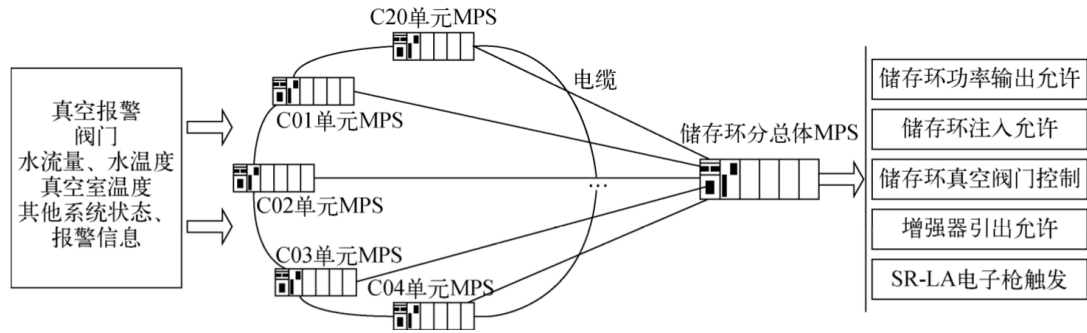 真空报警
阀门
水流量、水温度
真空室温度
其他系统状态、
报警信息
C20单元MPS
C01单元MPS
C02单元MPS
C03单元MPS
C04单元MPS
电缆
...
储存环分总体MPS
储存环功率输出允许
储存环注入允许
储存环真空阀门控制
增强器引出允许
SR-LA电子枪触发